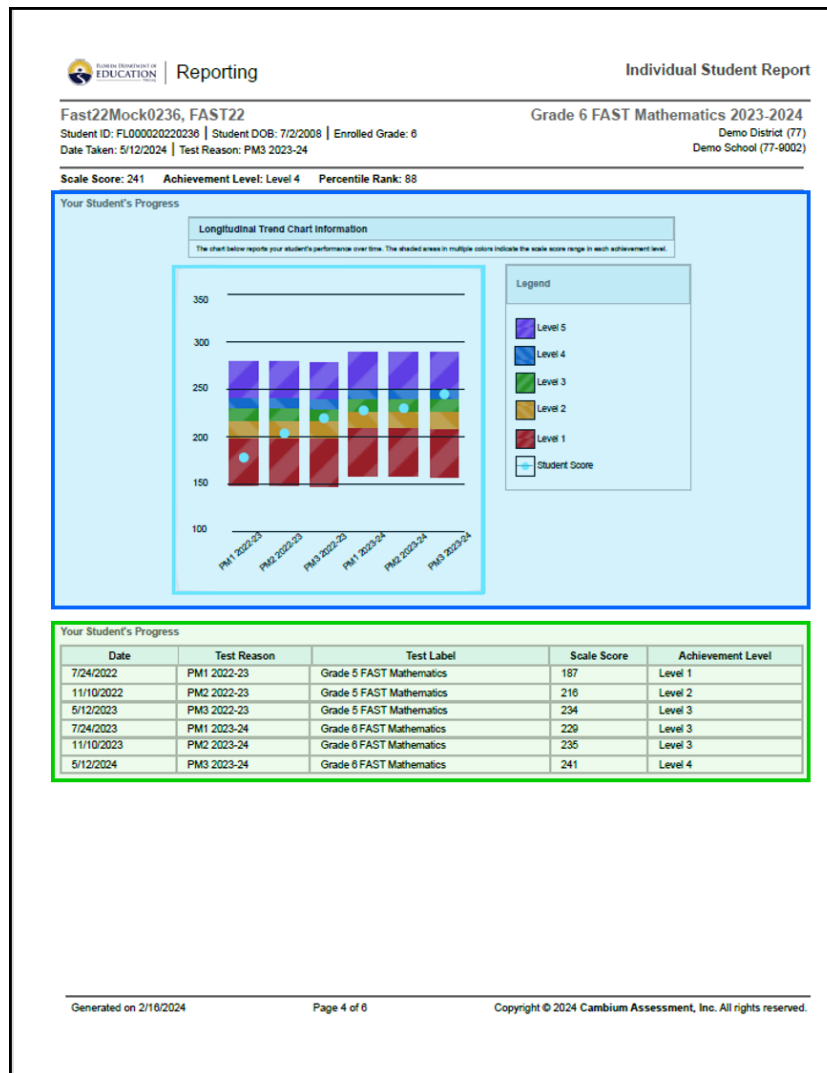 FLORIDA DEPARTMENT OF
EDUCATION
Reporting
Individual Student Report
Fast22Mock0236, FAST22
Grade 6 FAST Mathematics 2023-2024
Student ID: FL000020220236 | Student DOB: 7/2/2008 | Enrolled Grade: 6
Demo District (77)
Date Taken: 5/12/2024 | Test Reason: PM3 2023-24
Demo School (77-9002)
Scale Score: 241 Achievement Level: Level 4 Percentile Rank: 88
Your Student's Progress
Longitudinal Trend Chart Information
The chart below reports your student's performance over time. The shaded areas in multiple colors indicate the scale score range in each achievement level.
350
300
250
200
150
100
PM1 2022-23
PM2 2022-23
PM3 2022-23
PM1 2023-24
PM2 2023-24
PM3 2023-24
Legend
Level 5
Level 4
Level 3
Level 2
Level 1
Student Score
Your Student's Progress
Date Test Reason Test Label Scale Score Achievement Level
7/24/2022 PM1 2022-23 Grade 5 FAST Mathematics 187 Level 1
11/10/2022 PM2 2022-23 Grade 5 FAST Mathematics 216 Level 2
5/12/2023 PM3 2022-23 Grade 5 FAST Mathematics 234 Level 3
7/24/2023 PM1 2023-24 Grade 6 FAST Mathematics 229 Level 3
11/10/2023 PM2 2023-24 Grade 6 FAST Mathematics 235 Level 3
5/12/2024 PM3 2023-24 Grade 6 FAST Mathematics 241 Level 4
Generated on 2/16/2024 Page 4 of 6 Copyright © 2024 Cambium Assessment, Inc. All rights reserved.